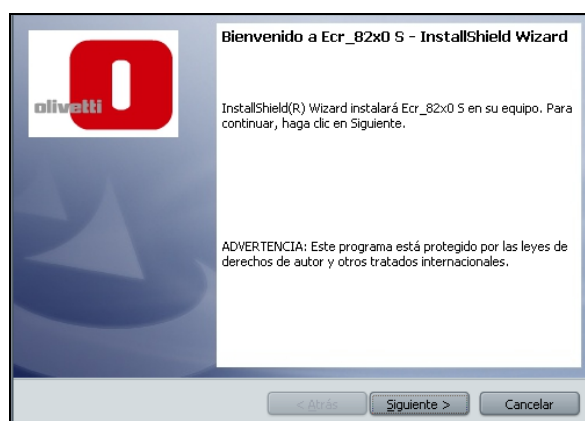 olivetti
Bienvenido a Ecr_82x0 S - InstallShield Wizard
InstallShield(R) Wizard instalará Ecr_82x0 S en su equipo. Para
continuar, haga clic en Siguiente.
ADVERTENCIA: Este programa está protegido por las leyes de
derechos de autor y otros tratados internacionales.
< Atrás
Siguiente >
Cancelar